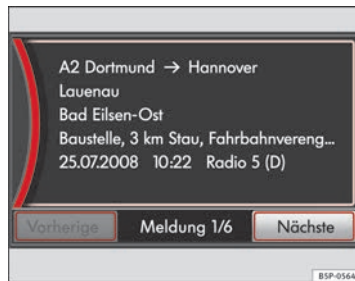 A2 Dortmund → Hannover
Lauenau
Bad Eilsen-Ost
Baustelle, 3 km Stau, Fahrbahnvereng...
25.07.2008 10:22 Radio 5 (D)
Vorherige Meldung 1/6 Nächste
B5P-0564